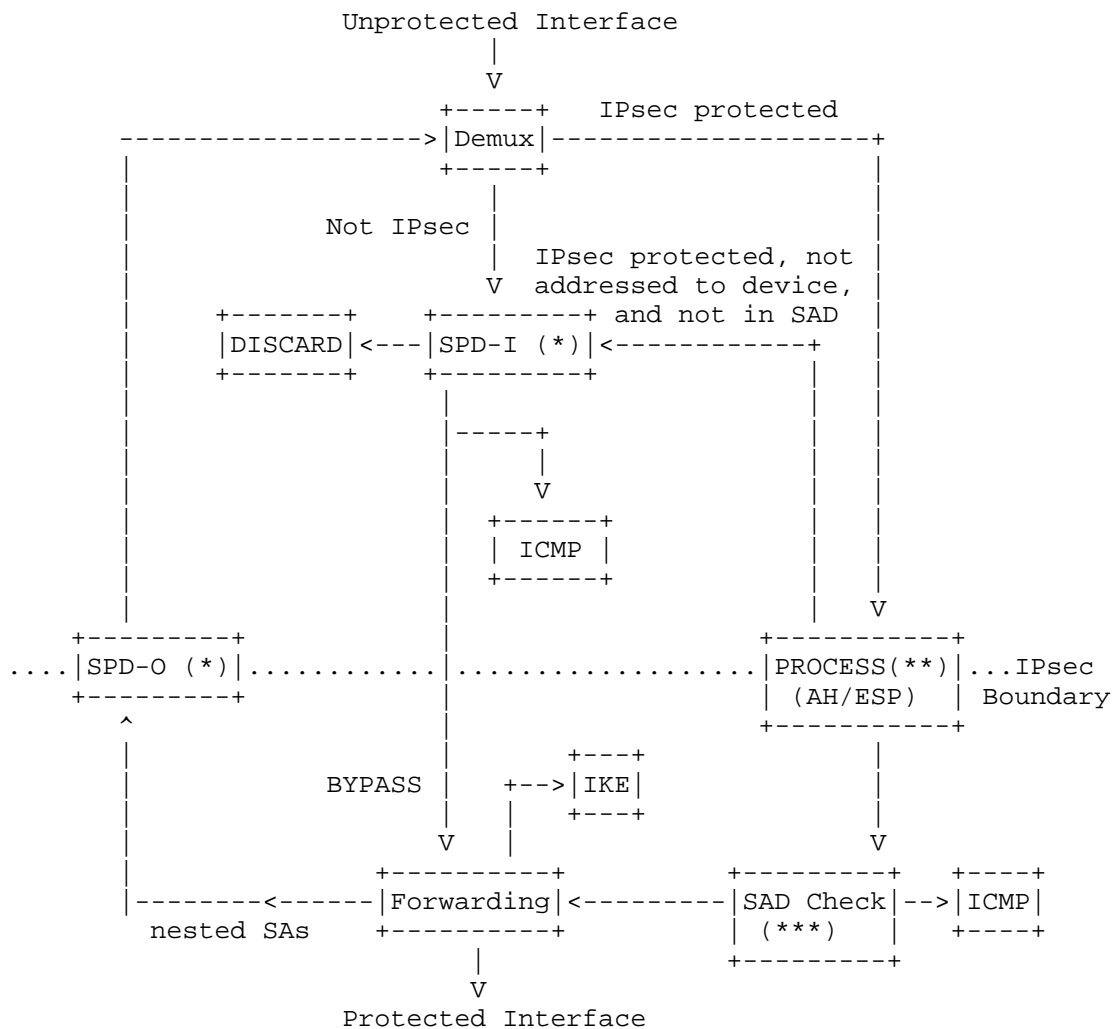 Unprotected Interface
|
V
+-----+ IPsec protected
------------------->|Demux|--------------------+
| +-----+ |
| | |
| Not IPsec | |
| | IPsec protected, not |
| V addressed to device, |
| +-------+ +---------+ and not in SAD |
| |DISCARD|<---|SPD-I (*)|<------------+ |
| +-------+ +---------+ | |
| | | |
| |-----+ | |
| | | | |
| | V | |
| | +------+ | |
| | | ICMP | | |
| | +------+ | |
| | | V
+---------+ | +-----------+
....|SPD-O (*)|............|...................|PROCESS(**)|...IPsec
+---------+ | | (AH/ESP) | Boundary
^ | +-----------+
| | +---+ |
| BYPASS | +-->|IKE| |
| | | +---+ |
| V | V
| +----------+ +---------+ +----+
|--------<------|Forwarding|<---------|SAD Check|-->|ICMP|
nested SAs +----------+ | (***) | +----+
| +---------+
V
Protected Interface